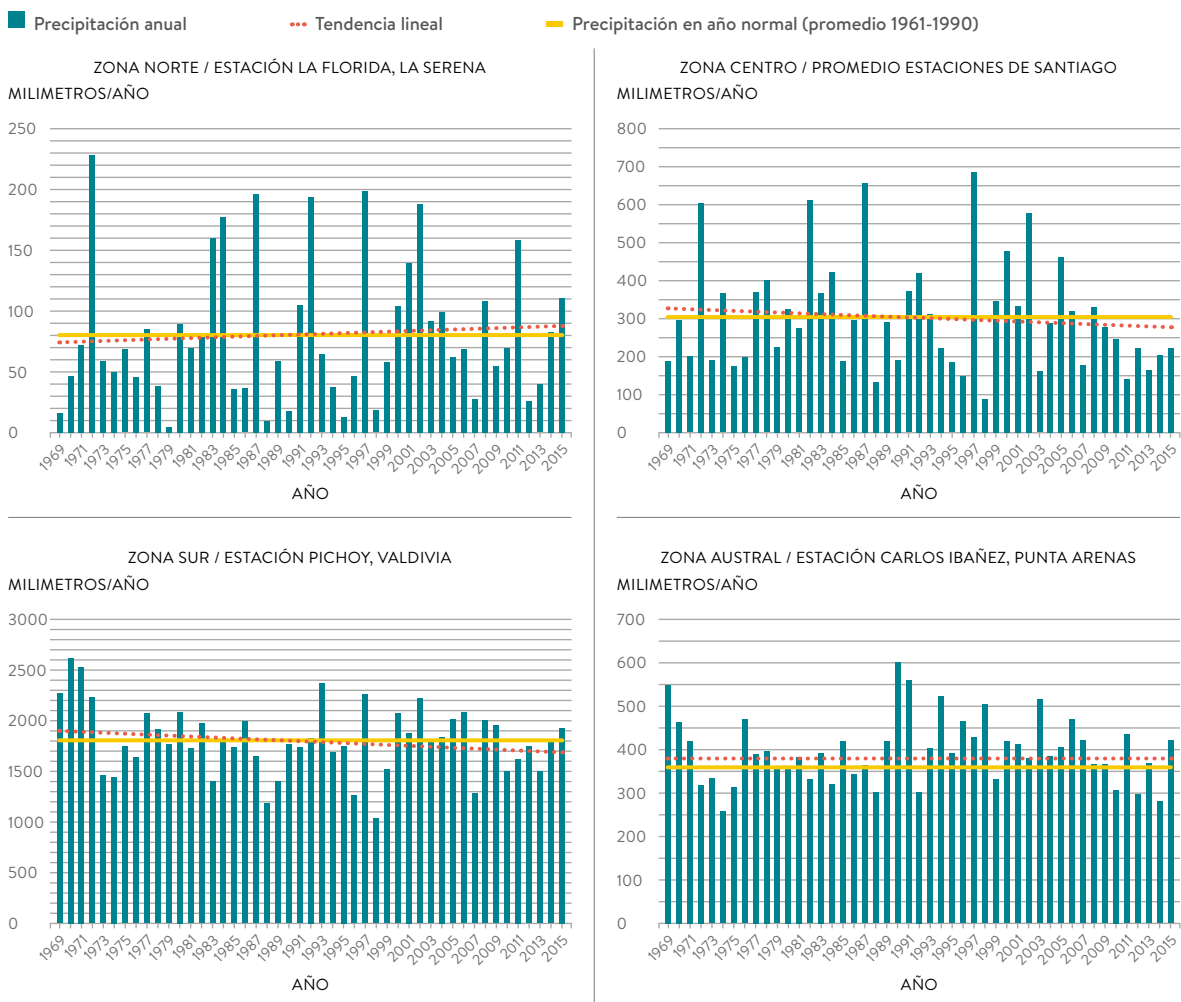 Precipitación anual
Tendencia lineal
Precipitación en año normal (promedio 1961-1990)
ZONA NORTE / ESTACIÓN LA FLORIDA, LA SERENA
MILIMETROS/AÑO
250
200
150
100
50
0
1969 1971 1973 1975 1977 1979 1981 1983 1985 1987 1989 1991 1993 1995 1997 1999 2001 2003 2005 2007 2009 2011 2013 2015
AÑO
ZONA CENTRO / PROMEDIO ESTACIONES DE SANTIAGO
MILIMETROS/AÑO
800
700
600
500
400
300
200
100
0
1969 1971 1973 1975 1977 1979 1981 1983 1985 1987 1989 1991 1993 1995 1997 1999 2001 2003 2005 2007 2009 2011 2013 2015
AÑO
ZONA SUR / ESTACIÓN PICHOY, VALDIVIA
MILIMETROS/AÑO
3000
2500
2000
1500
1000
500
0
1969 1971 1973 1975 1977 1979 1981 1983 1985 1987 1989 1991 1993 1995 1997 1999 2001 2003 2005 2007 2009 2011 2013 2015
AÑO
ZONA AUSTRAL / ESTACIÓN CARLOS IBAÑEZ, PUNTA ARENAS
MILIMETROS/AÑO
700
600
500
400
300
200
100
0
1969 1971 1973 1975 1977 1979 1981 1983 1985 1987 1989 1991 1993 1995 1997 1999 2001 2003 2005 2007 2009 2011 2013 2015
AÑO